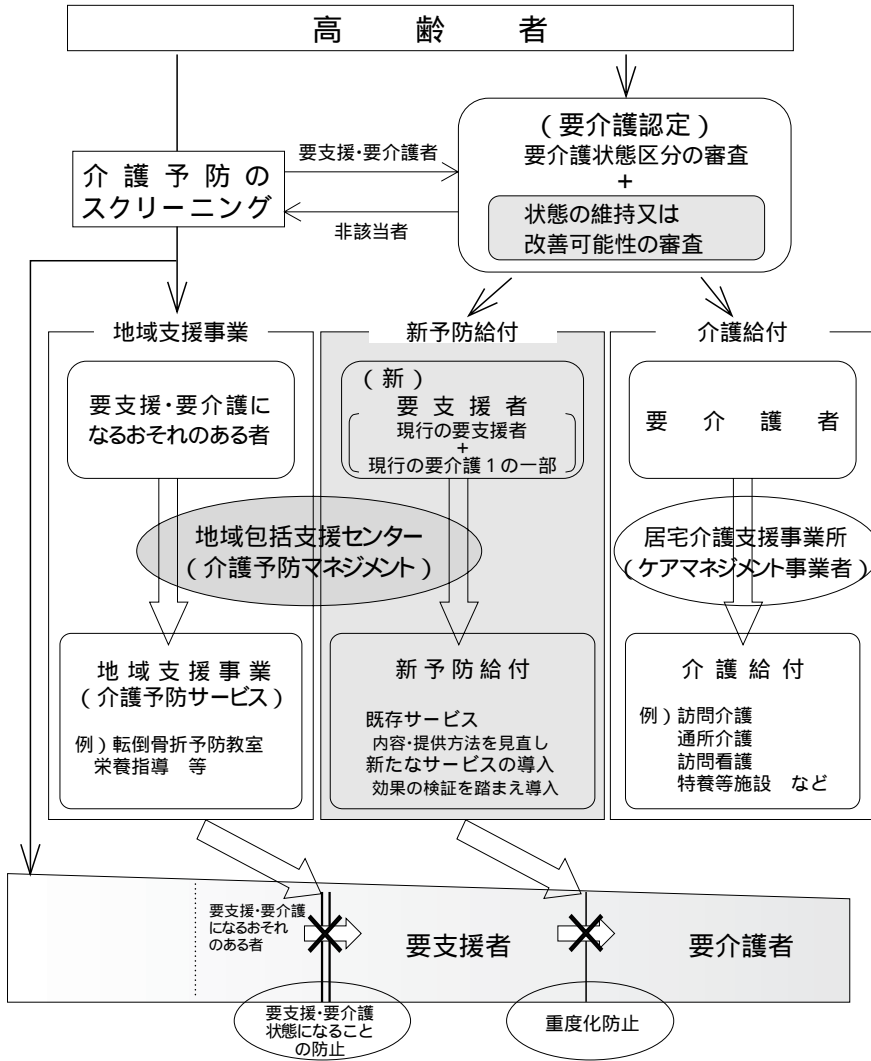 高　齢　者
（要介護認定）
要介護状態区分の審査
+
状態の維持又は
改善可能性の審査
介護予防の
スクリーニング
要支援・要介護者
非該当者
地域支援事業
要支援・要介護に
なるおそれのある者
新予防給付
（新）
要支援者
現行の要支援者
+
現行の要介護1の一部
介護給付
要介護者
地域包括支援センター
（介護予防マネジメント）
居宅介護支援事業所
（ケアマネジメント事業者）
地域支援事業
（介護予防サービス）
例）転倒骨折予防教室
栄養指導　等
新予防給付
既存サービス
内容・提供方法を見直し
新たなサービスの導入
効果の検証を踏まえ導入
介護給付
例）訪問介護
通所介護
訪問看護
特養等施設　など
要支援・要介護
になるおそれ
のある者
要支援者
要介護者
要支援・要介護
状態になること
の防止
重度化防止